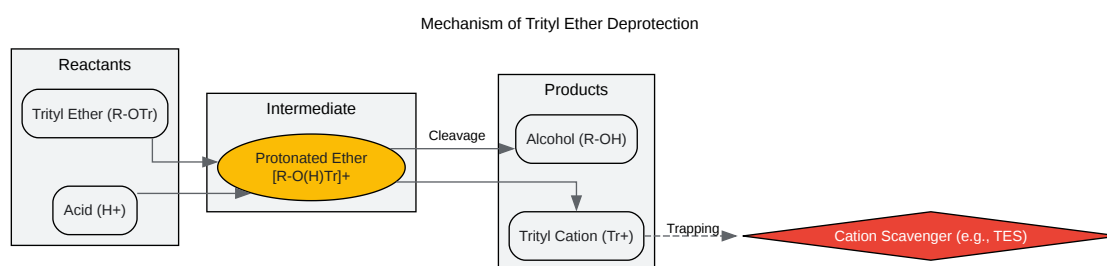 Mechanism of Trityl Ether Deprotection
Reactants
Trityl Ether (R-OTr)
Acid (H+)
Intermediate
Protonated Ether
[R-O(H)Tr]+
Cleavage
Products
Alcohol (R-OH)
Trityl Cation (Tr+)
Trapping
Cation Scavenger (e.g., TES)